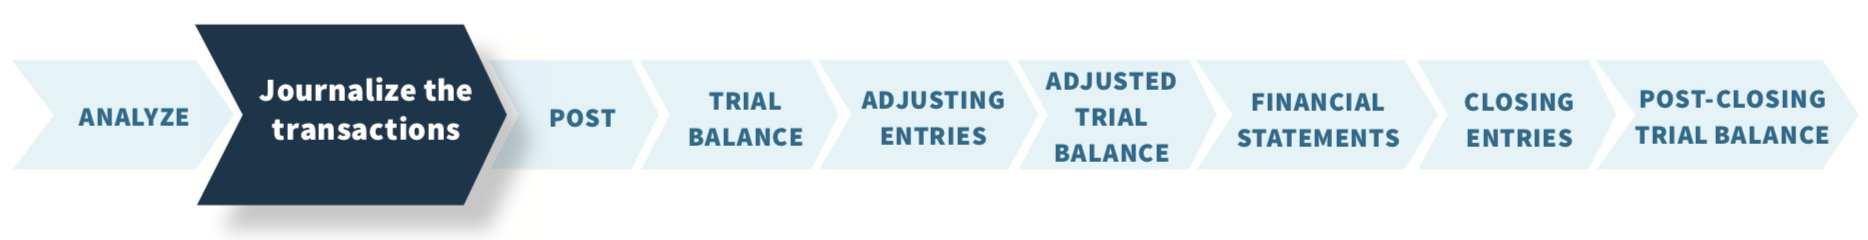 ANALYZE
Journalize the
transactions
POST
TRIAL
BALANCE
ADJUSTING
ENTRIES
ADJUSTED
TRIAL
BALANCE
FINANCIAL
STATEMENTS
CLOSING
ENTRIES
POST-CLOSING
TRIAL BALANCE